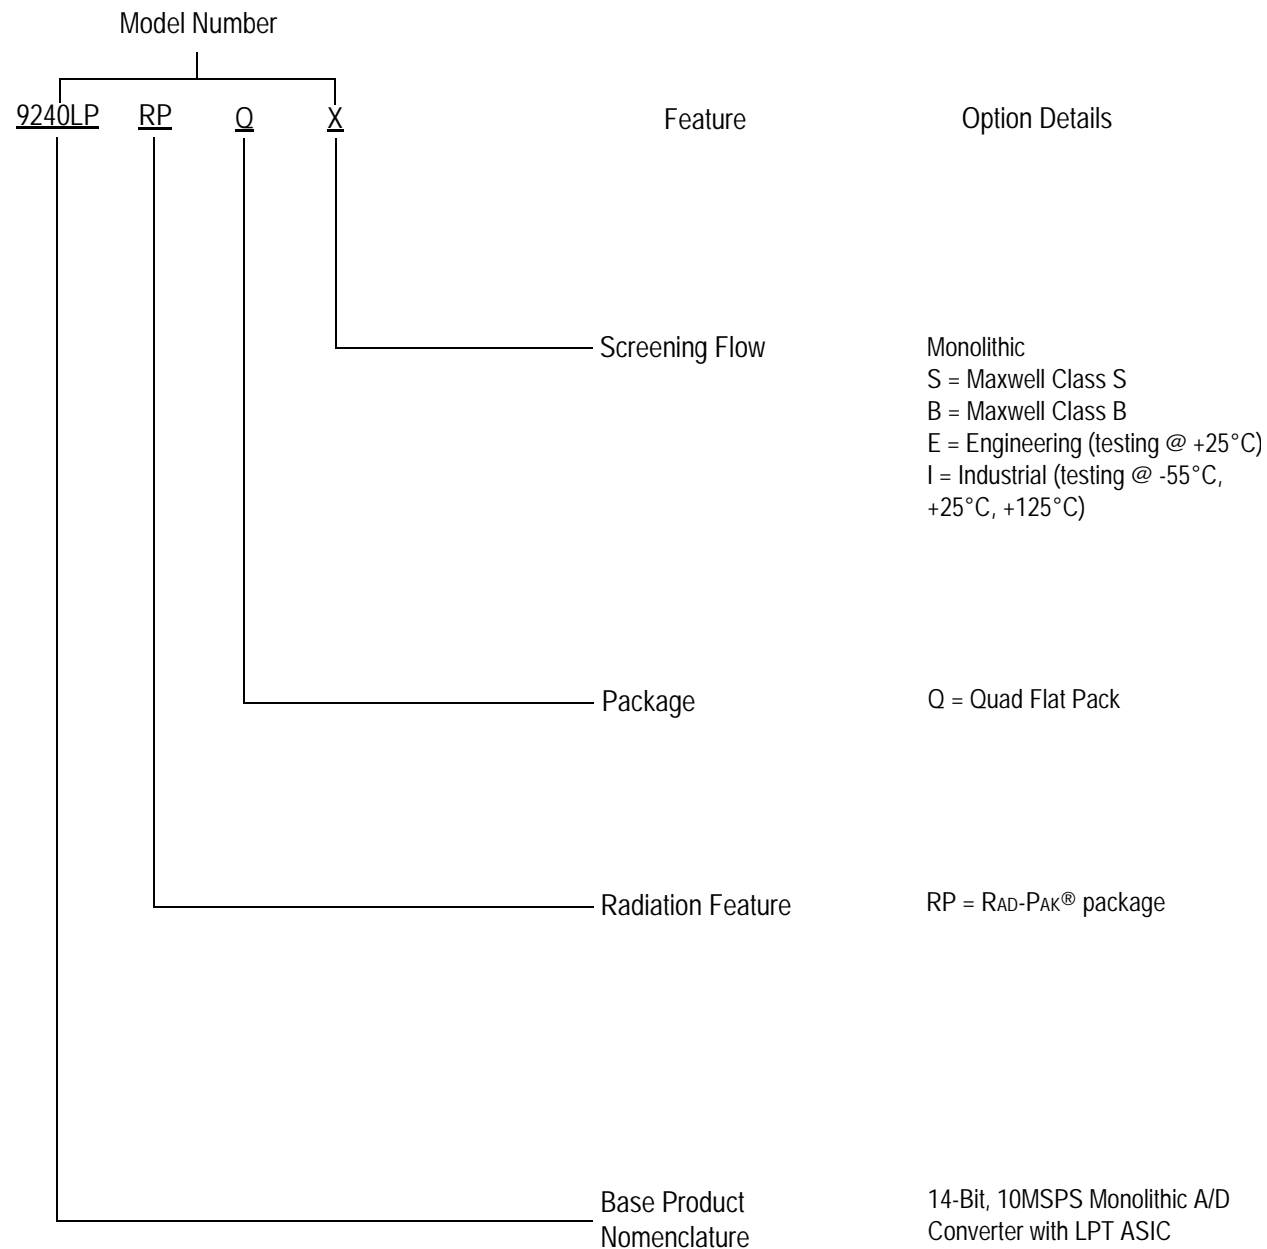 Model Number
9240LP RP Q X Feature Option Details
Screening Flow
Monolithic
S = Maxwell Class S
B = Maxwell Class B
E = Engineering (testing @ +25°C)
I = Industrial (testing @ -55°C,
+25°C, +125°C)
Package
Q = Quad Flat Pack
Radiation Feature
RP = RAD-PAK® package
Base Product
Nomenclature
14-Bit, 10MSPS Monolithic A/D
Converter with LPT ASIC